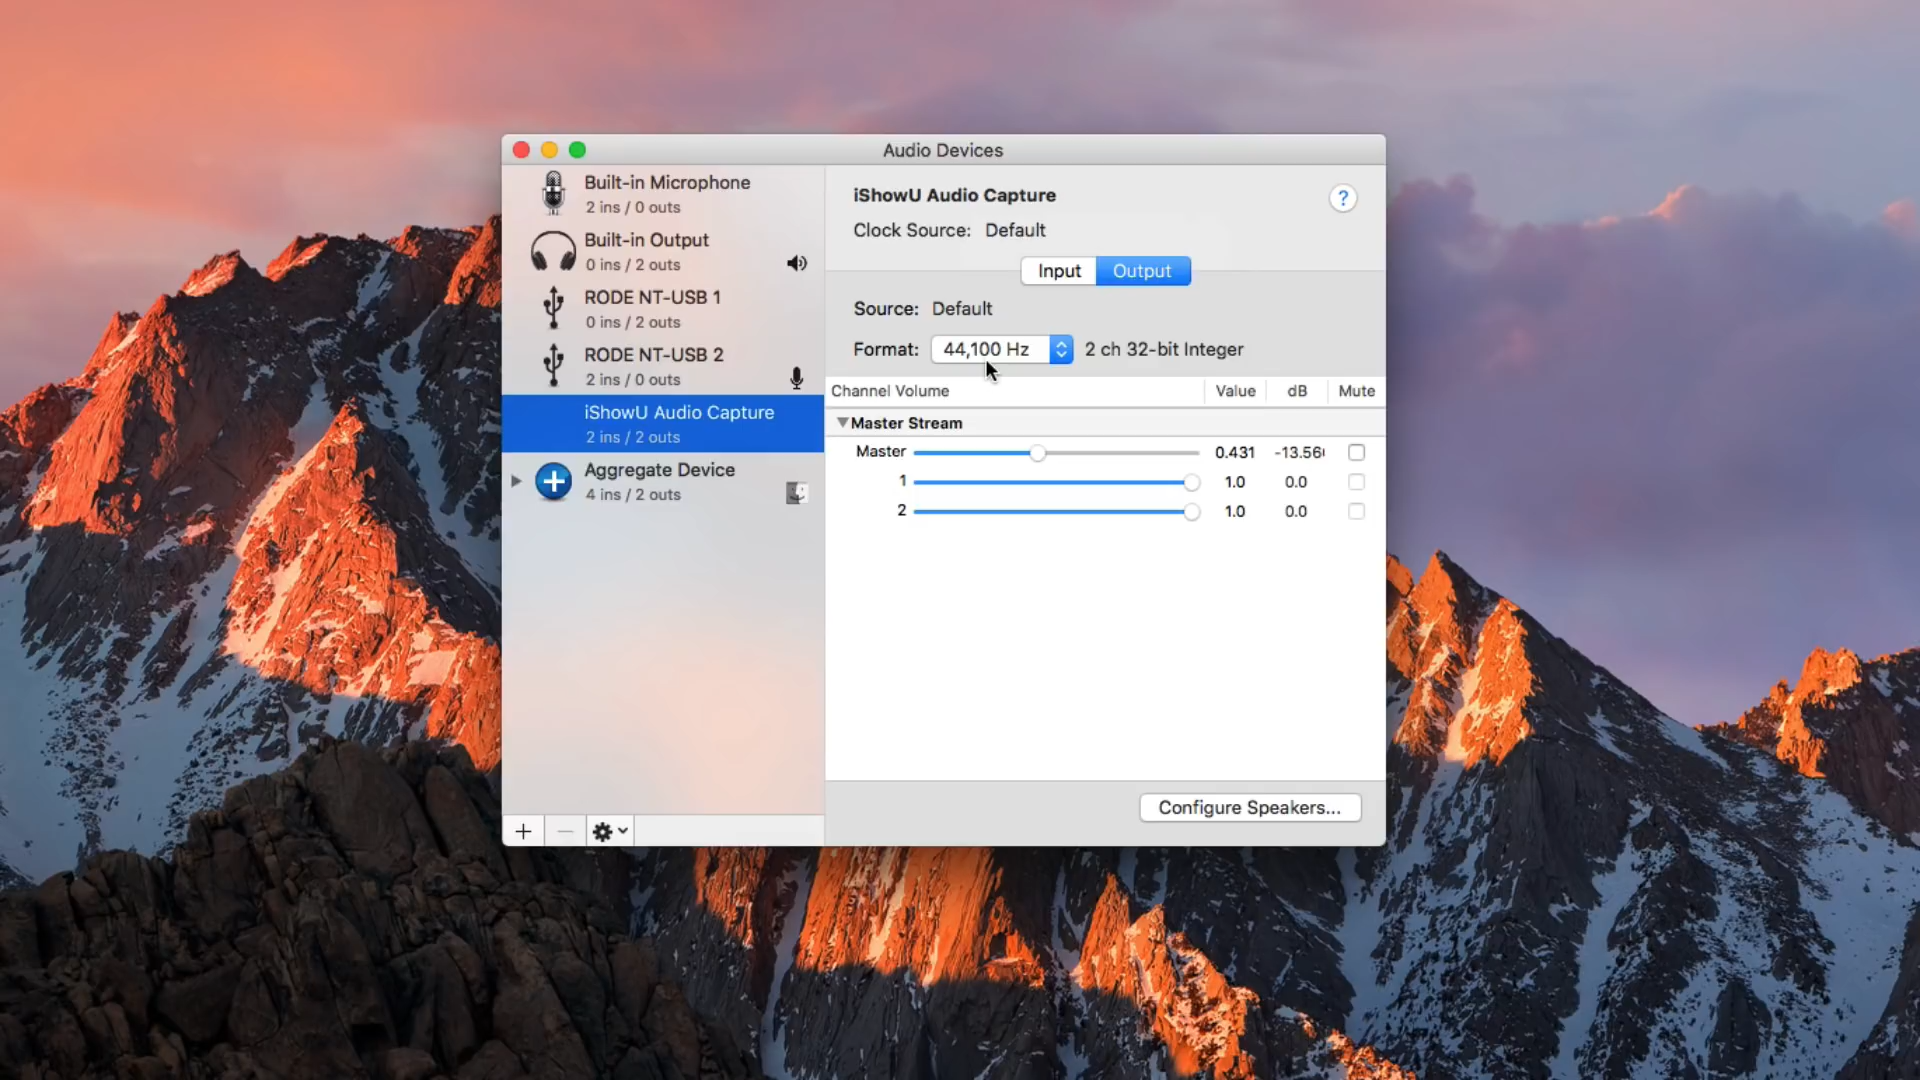 Audio Devices
Built-in Microphone
2 ins / 0 outs
Built-in Output
0 ins / 2 outs
RODE NT-USB 1
0 ins / 2 outs
RODE NT-USB 2
2 ins / 0 outs
iShowU Audio Capture
2 ins / 2 outs
Aggregate Device
4 ins / 2 outs
iShowU Audio Capture
?
Clock Source: Default
Input Output
Source: Default
Format: 44,100 Hz 2 ch 32-bit Integer
Channel Volume Value dB Mute
Master Stream
Master 0.431 -13.56
1 1.0 0.0
2 1.0 0.0
Configure Speakers...